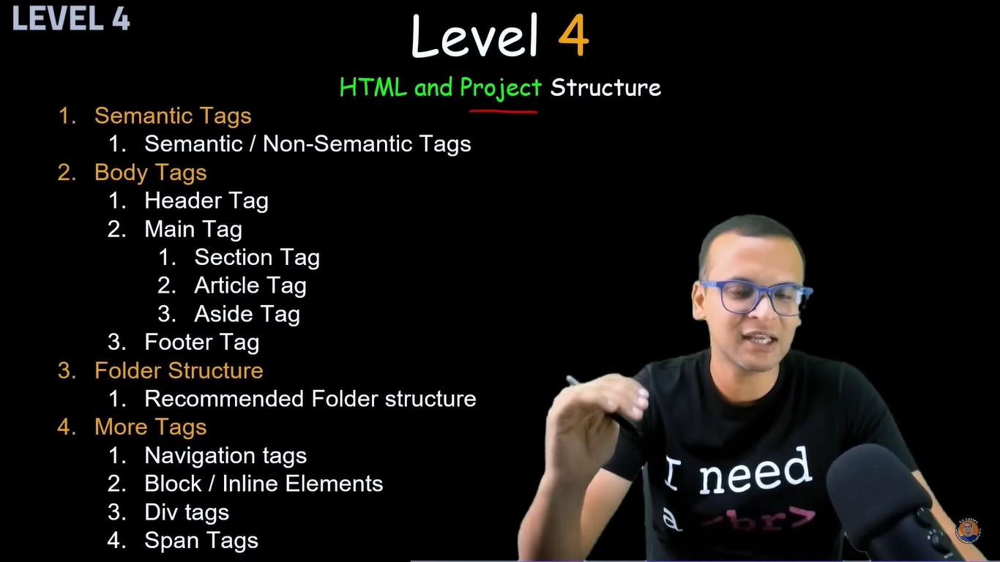 LEVEL 4
Level 4
HTML and Project Structure
1. Semantic Tags
1. Semantic / Non-Semantic Tags
2. Body Tags
1. Header Tag
2. Main Tag
1. Section Tag
2. Article Tag
3. Aside Tag
3. Footer Tag
3. Folder Structure
1. Recommended Folder structure
4. More Tags
1. Navigation tags
2. Block / Inline Elements
3. Div tags
4. Span Tags
I need
a <br>